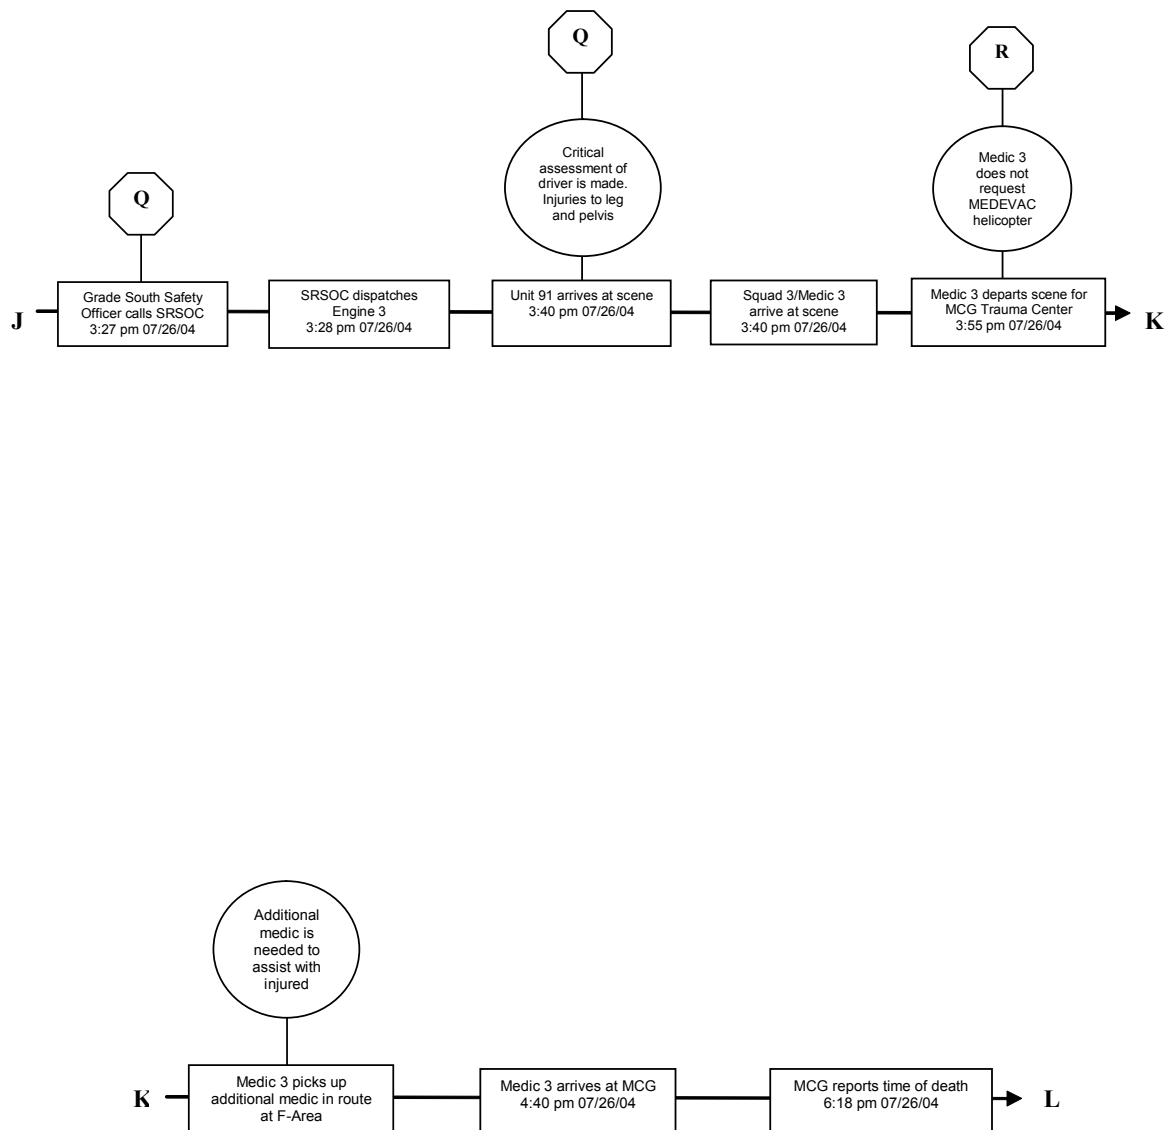 Q
R
Q
Critical
assessment of
driver is made.
Injuries to leg
and pelvis
Medic 3
does not
request
MEDEVAC
helicopter
J
Grade South Safety
Officer calls SRSOC
3:27 pm 07/26/04
SRSOC dispatches
Engine 3
3:28 pm 07/26/04
Unit 91 arrives at scene
3:40 pm 07/26/04
Squad 3/Medic 3
arrive at scene
3:40 pm 07/26/04
Medic 3 departs scene for
MCG Trauma Center
3:55 pm 07/26/04
K
Additional
medic is
needed to
assist with
injured
K
Medic 3 picks up
additional medic in route
at F-Area
Medic 3 arrives at MCG
4:40 pm 07/26/04
MCG reports time of death
6:18 pm 07/26/04
L